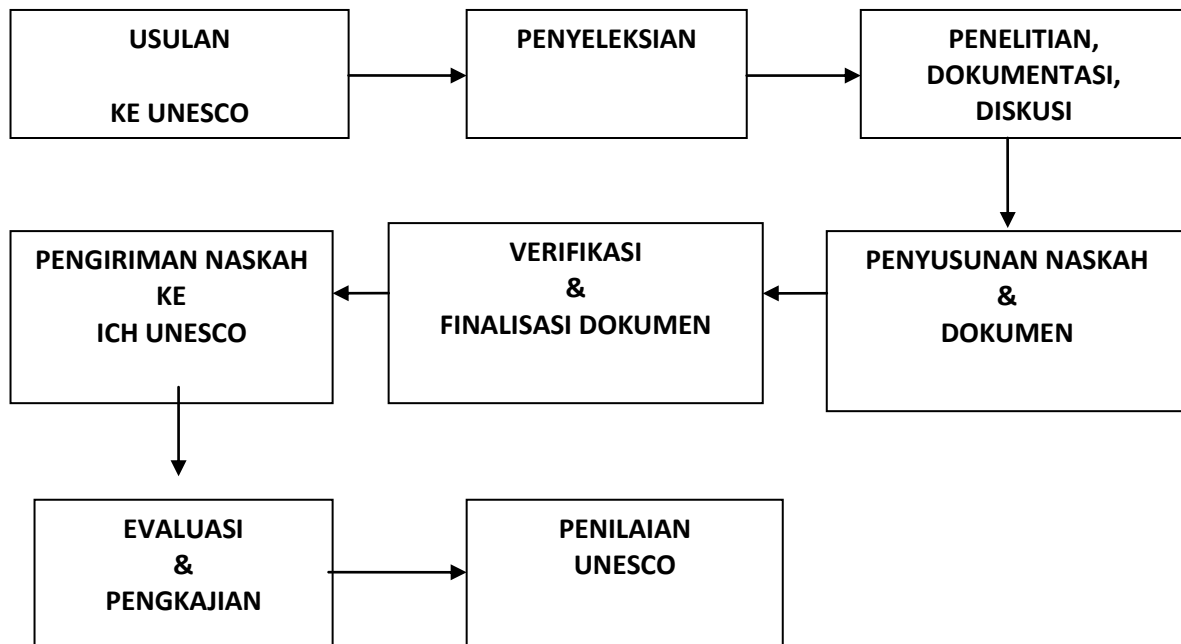 USULAN
KE UNESCO
PENYELEKSIAN
PENELITIAN,
DOKUMENTASI,
DISKUSI
PENYUSUNAN NASKAH
&
DOKUMEN
VERIFIKASI
&
FINALISASI DOKUMEN
PENGIRIMAN NASKAH
KE
ICH UNESCO
EVALUASI
&
PENGKAJIAN
PENILAIAN
UNESCO